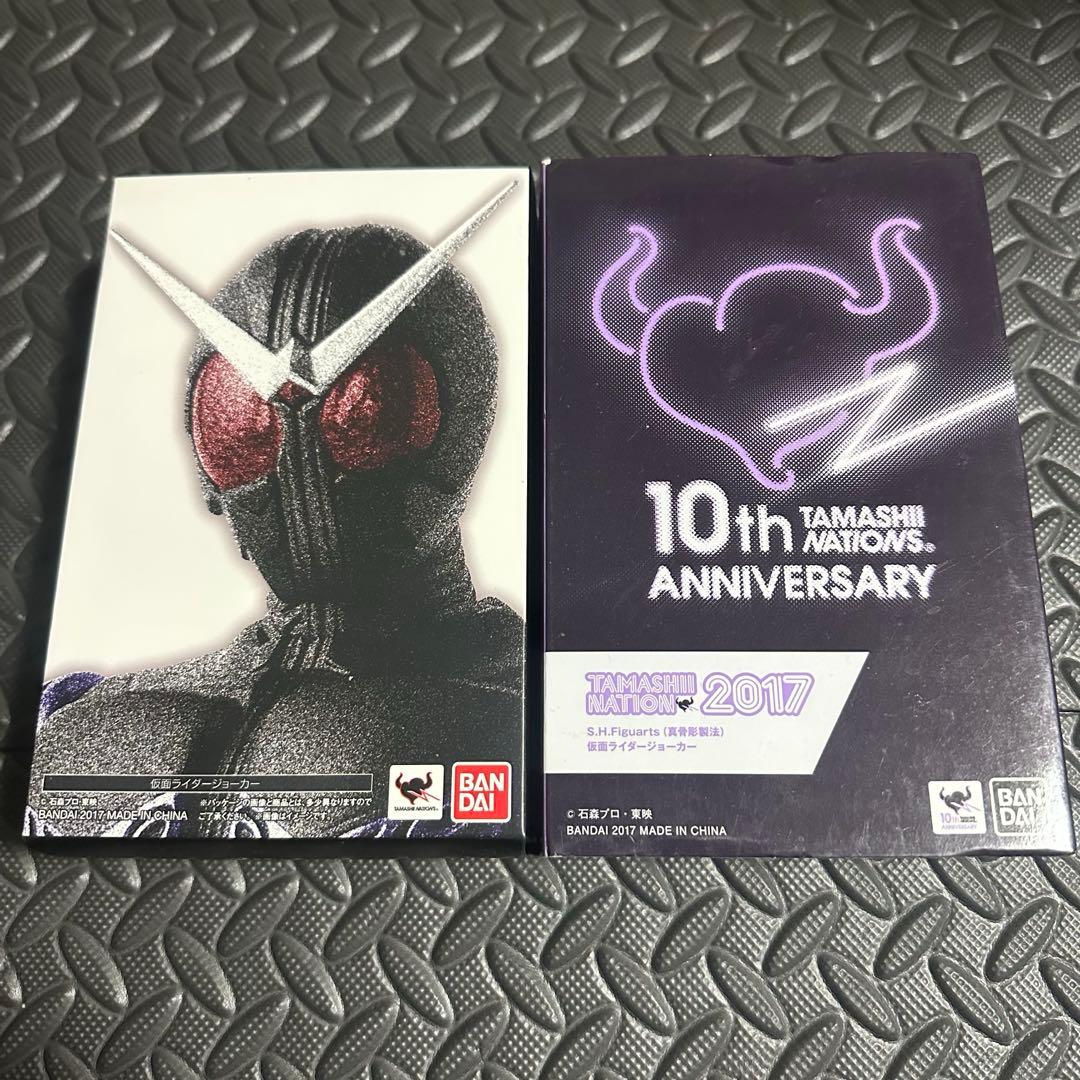 仮面ライダージョーカー
© 石森プロ・東映
※パッケージの画像と商品とは、多少異なりますので
BANDAI 2017 MADE IN CHINA
ご了承ください。※画像はイメージです。
TAMASHII NATIONS®
BAN
DAI
10th TAMASHII
NATIONS®
ANNIVERSARY
TAMASHII
NATION 2017
S.H.Figuarts (真骨彫製法)
仮面ライダージョーカー
© 石森プロ・東映
BANDAI 2017 MADE IN CHINA
10th
ANNIVERSARY
BAN
DAI